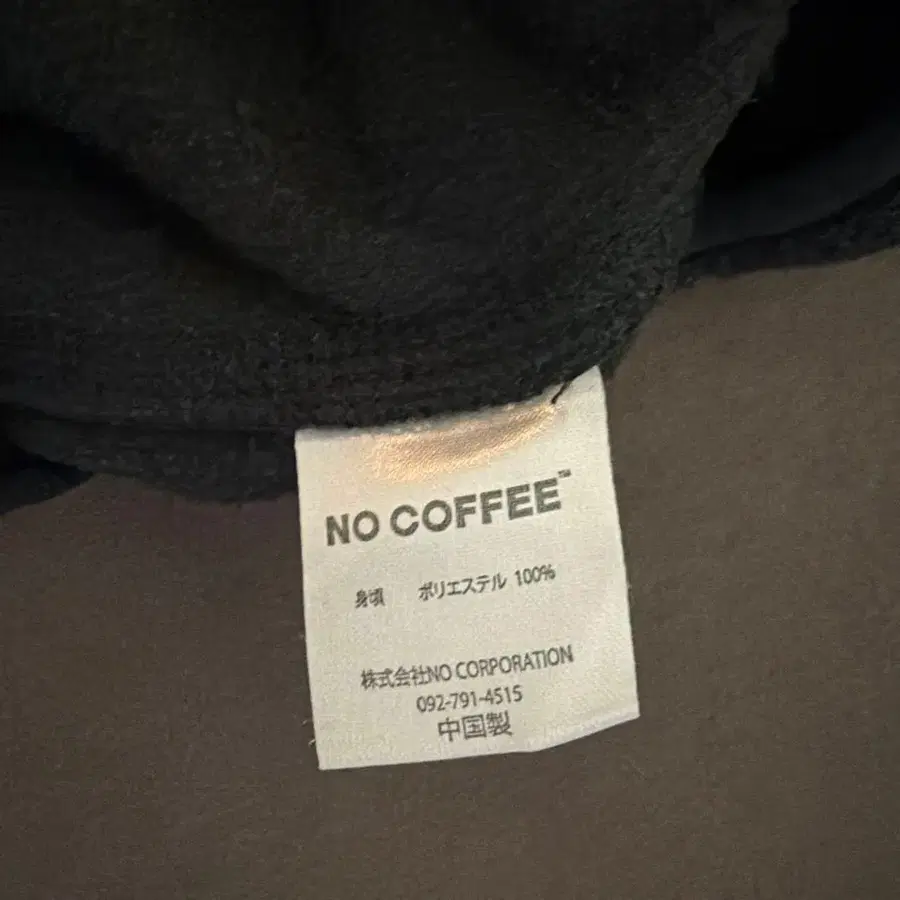 NO COFFEE™
身頃 ポリエステル 100%
株式会社NO CORPORATION
092-791-4515
中国製